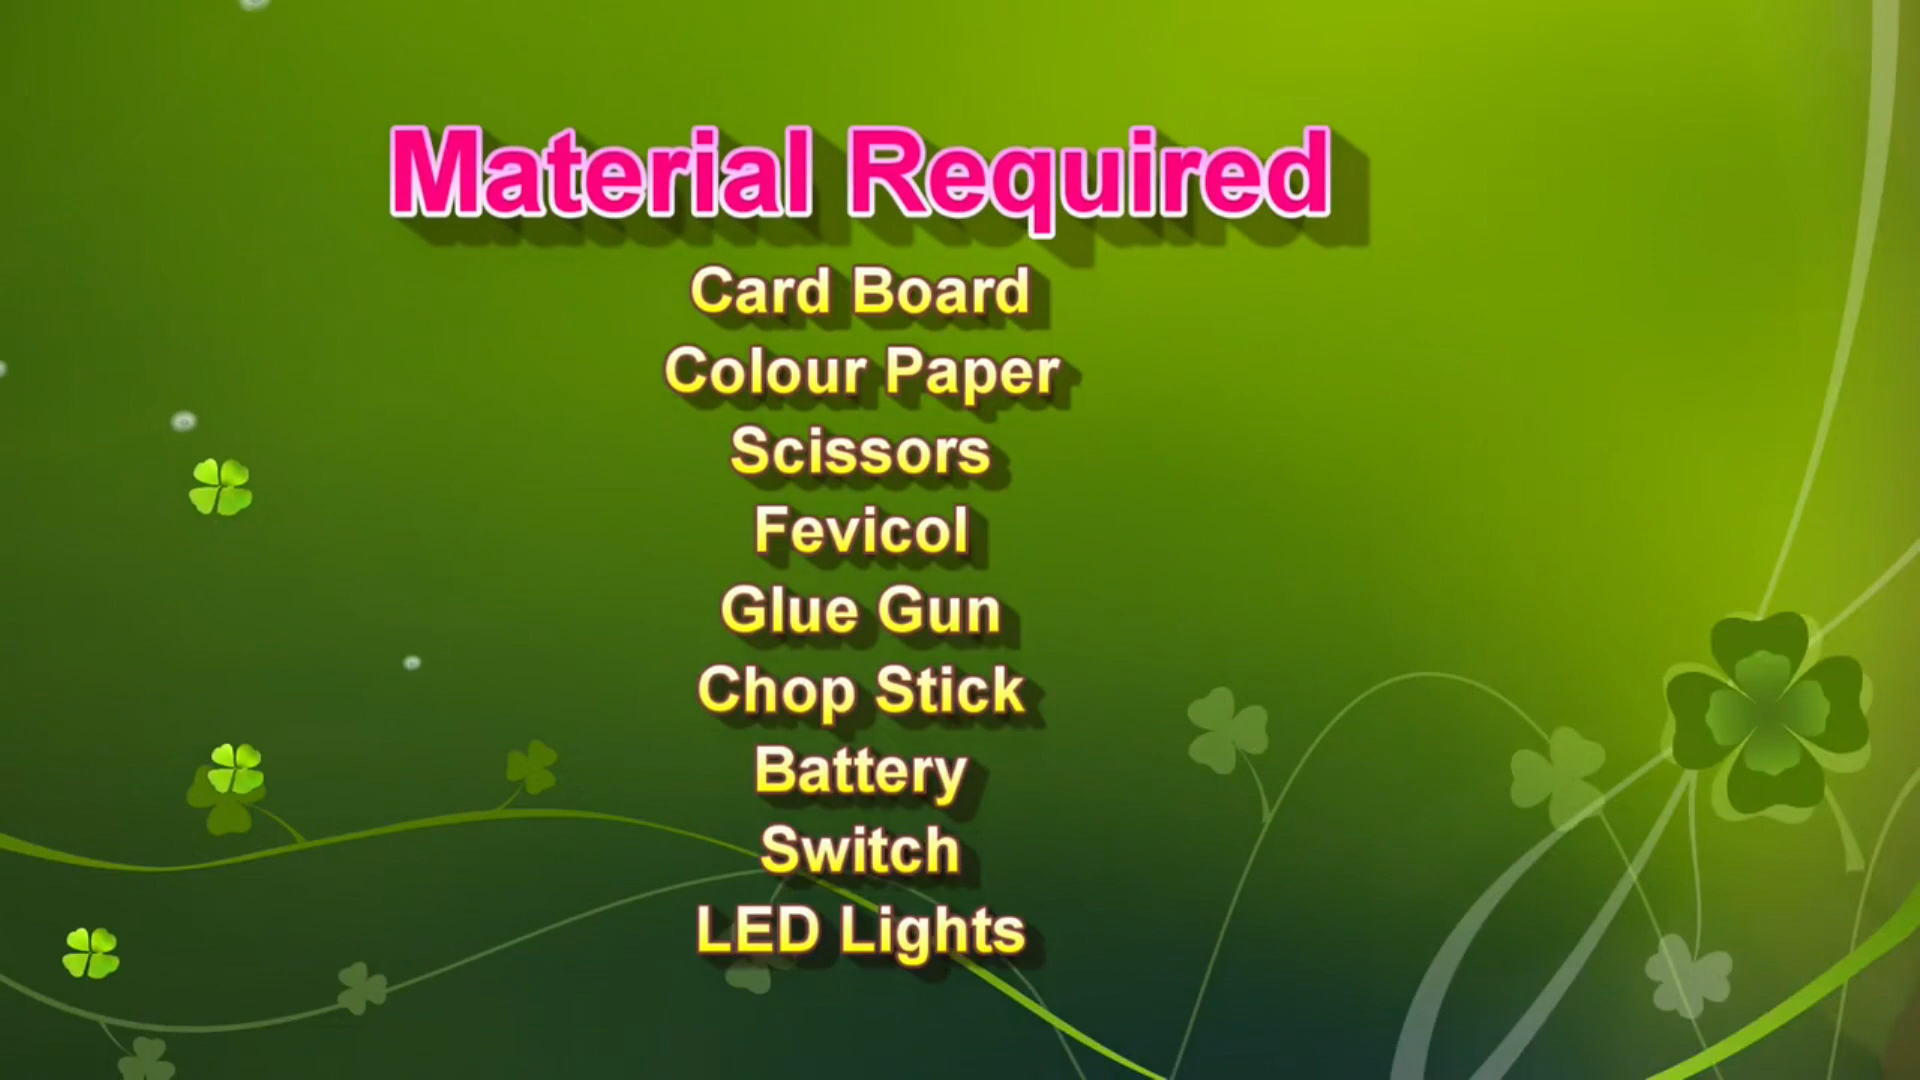 Material Required
Card Board
Colour Paper
Scissors
Fevicol
Glue Gun
Chop Stick
Battery
Switch
LED Lights